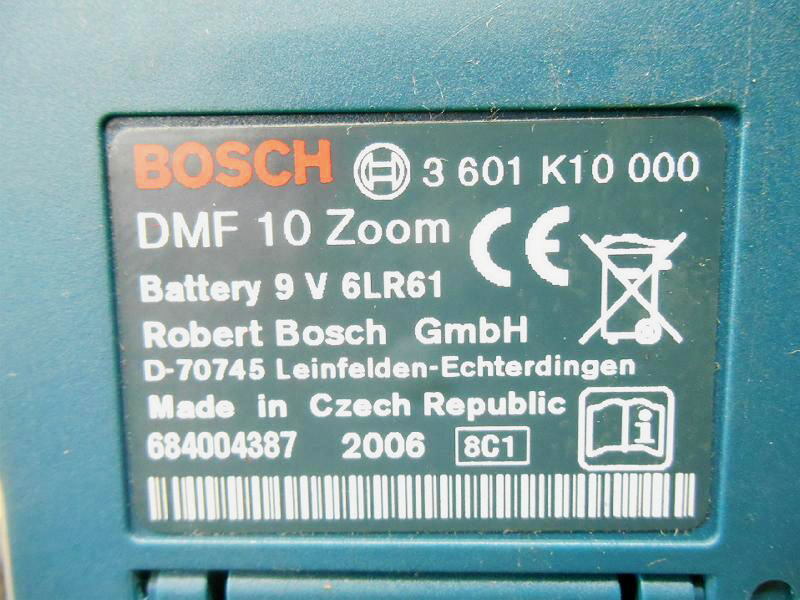 BOSCH 3 601 K10 000
DMF 10 Zoom CE
Battery 9 V 6LR61
Robert Bosch GmbH
D-70745 Leinfelden-Echterdingen
Made in Czech Republic
684004387 2006 8C1